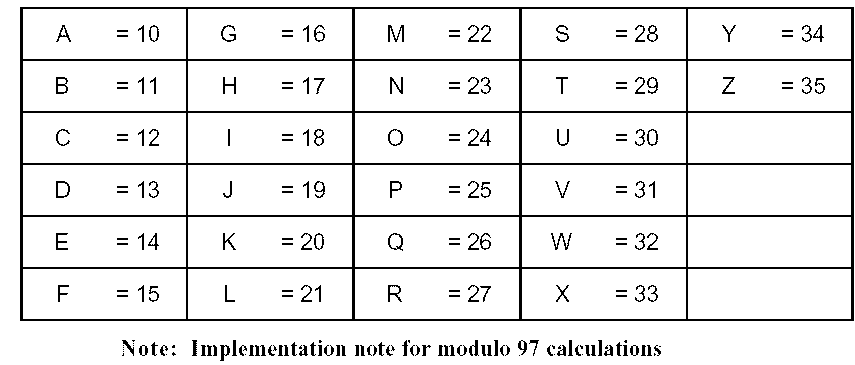 A = 10 G = 16 M = 22 S = 28 Y = 34
B = 11 H = 17 N = 23 T = 29 Z = 35
C = 12 I = 18 O = 24 U = 30
D = 13 J = 19 P = 25 V = 31
E = 14 K = 20 Q = 26 W = 32
F = 15 L = 21 R = 27 X = 33
Note: Implementation note for modulo 97 calculations